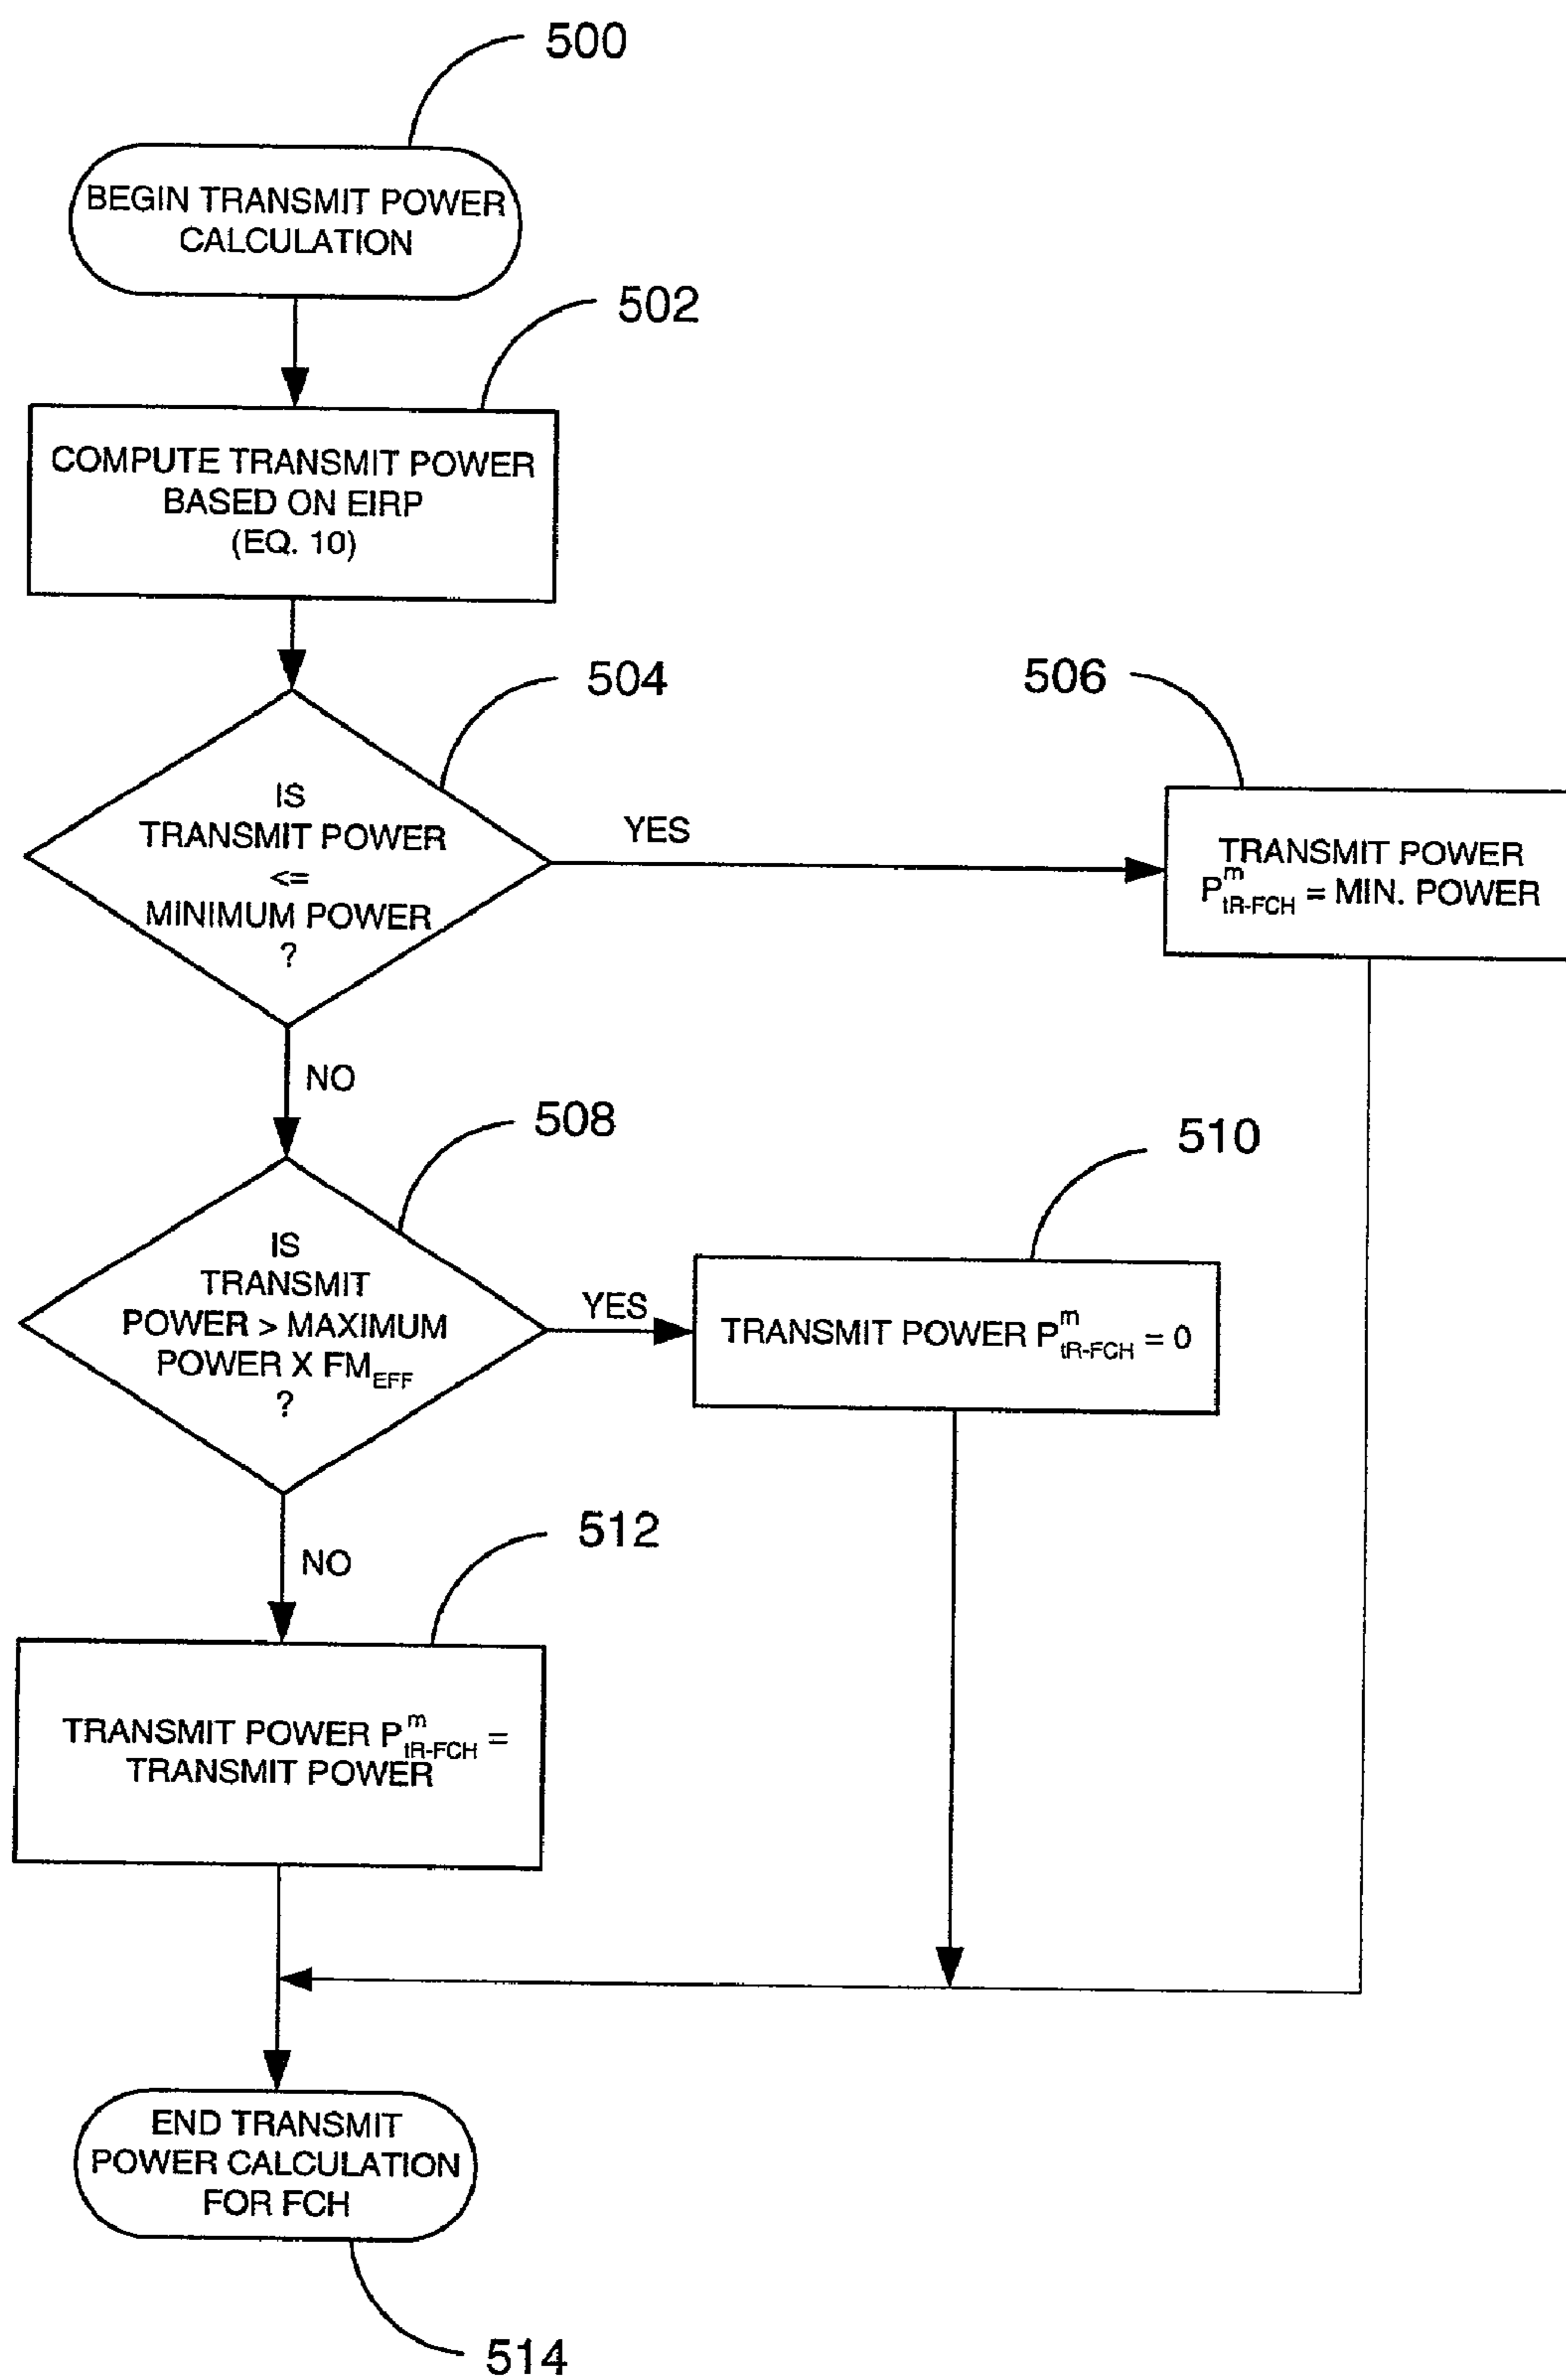 500
BEGIN TRANSMIT POWER
CALCULATION
502
COMPUTE TRANSMIT POWER
BASED ON EIRP
(EQ. 10)
504
IS
TRANSMIT POWER
<=
MINIMUM POWER
?
YES
506
TRANSMIT POWER
P^m_tR-FCH = MIN. POWER
NO
508
IS
TRANSMIT
POWER > MAXIMUM
POWER X FM_EFF
?
YES
510
TRANSMIT POWER P^m_tR-FCH = 0
NO
512
TRANSMIT POWER P^m_tR-FCH =
TRANSMIT POWER
END TRANSMIT
POWER CALCULATION
FOR FCH
514